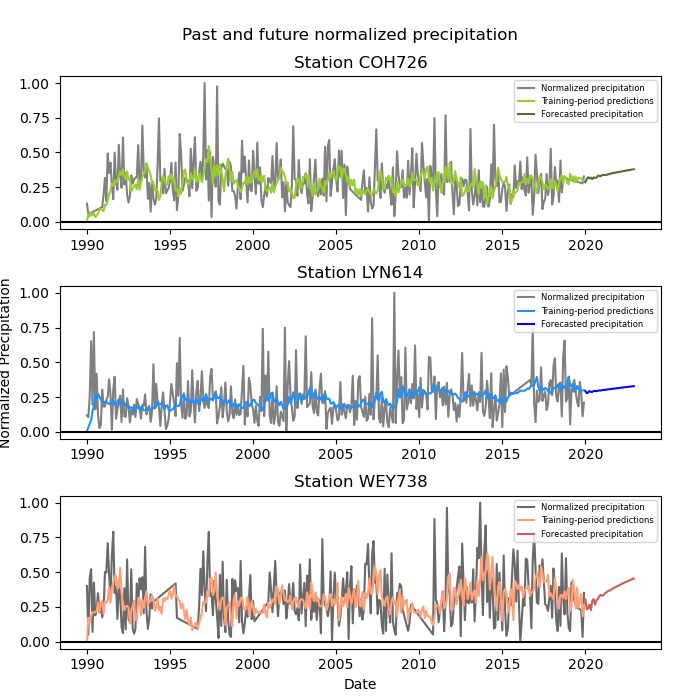 Past and future normalized precipitation
Station COH726
1.00
0.75
0.50
0.25
0.00
Normalized precipitation
Training-period predictions
Forecasted precipitation
1990 1995 2000 2005 2010 2015 2020
Station LYN614
Normalized Precipitation
1.00
0.75
0.50
0.25
0.00
Normalized precipitation
Training-period predictions
Forecasted precipitation
1990 1995 2000 2005 2010 2015 2020
Station WEY738
1.00
0.75
0.50
0.25
0.00
Normalized precipitation
Training-period predictions
Forecasted precipitation
1990 1995 2000 2005 2010 2015 2020
Date